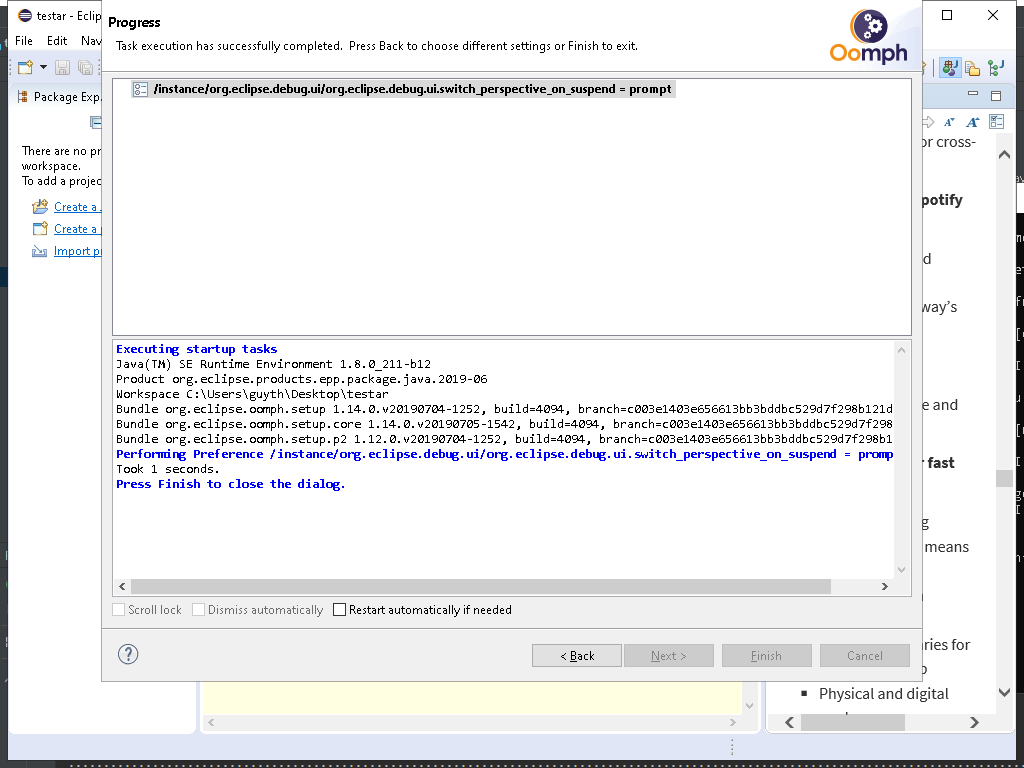 testar - Eclip
File Edit Nav
Package Exp
There are no pr
workspace.
To add a projec
Create a
Create a
Import p
Progress
Task execution has successfully completed. Press Back to choose different settings or Finish to exit.
Oomph
/instance/org.eclipse.debug.ui/org.eclipse.debug.ui.switch_perspective_on_suspend = prompt
Executing startup tasks
Java(TM) SE Runtime Environment 1.8.0_211-b12
Product org.eclipse.products.epp.package.java.2019-06
Workspace C:\Users\guyth\Desktop\testar
Bundle org.eclipse.oomph.setup 1.14.0.v20190704-1252, build=4094, branch=c003e1403e656613bb3bddbc529d7f298b121d
Bundle org.eclipse.oomph.setup.core 1.14.0.v20190705-1542, build=4094, branch=c003e1403e656613bb3bddbc529d7f298
Bundle org.eclipse.oomph.setup.p2 1.12.0.v20190704-1252, build=4094, branch=c003e1403e656613bb3bddbc529d7f298b1
Performing Preference /instance/org.eclipse.debug.ui/org.eclipse.debug.ui.switch_perspective_on_suspend = promp
Took 1 seconds.
Press Finish to close the dialog.
Scroll lock Dismiss automatically Restart automatically if needed
< Back Next > Finish Cancel
or cross-
potify
d
way's
e and
fast
g
means
ries for
Physical and digital